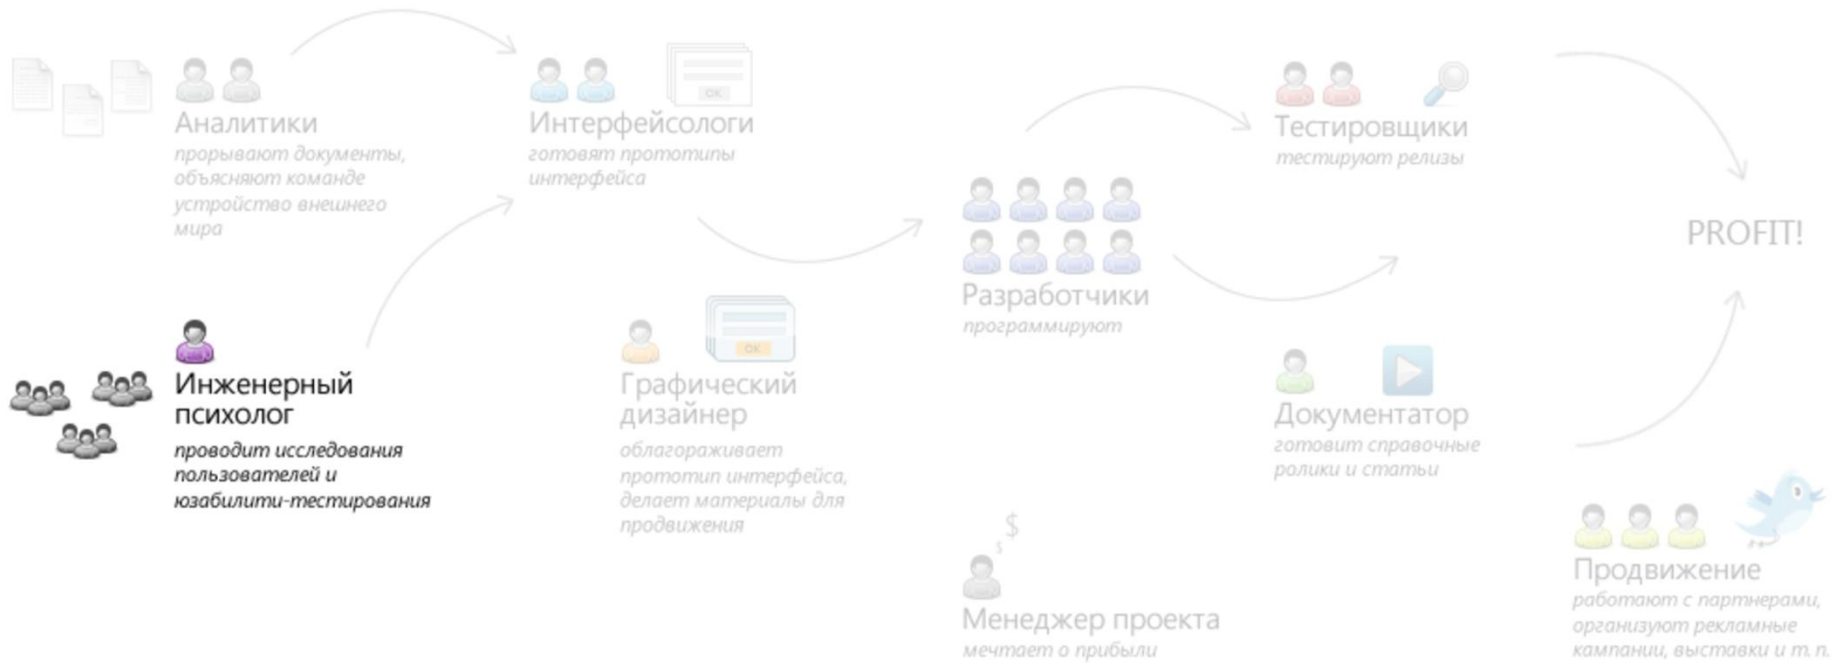 Аналитики
прорывают документы,
объясняют команде
устройство внешнего
мира
OK
Интерфейсологи
готовят прототипы
интерфейса
Тестировщики
тестируют релизы
PROFIT!
Разработчики
программируют
Инженерный
психолог
проводит исследования
пользователей и
юзабилити-тестирования
OK
Графический
дизайнер
облагораживает
прототип интерфейса,
делает материалы для
продвижения
Документатор
готовит справочные
ролики и статьи
$
$
Менеджер проекта
мечтает о прибыли
Продвижение
работают с партнерами,
организуют рекламные
кампании, выставки и т. п.